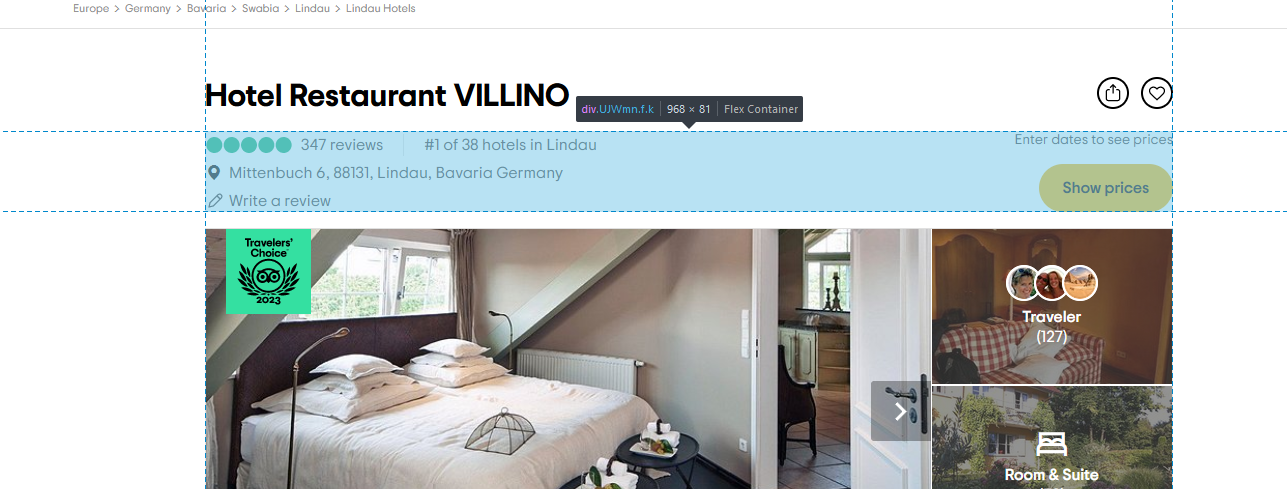 Europe > Germany > Bavaria > Swabia > Lindau > Lindau Hotels
Hotel Restaurant VILLINO
div.UJWmn.f.k 968 × 81 Flex Container
347 reviews #1 of 38 hotels in Lindau
Enter dates to see prices
Mittenbuch 6, 88131, Lindau, Bavaria Germany
Show prices
Write a review
Travelers'
Choice
2023
Traveler
(127)
Room & Suite